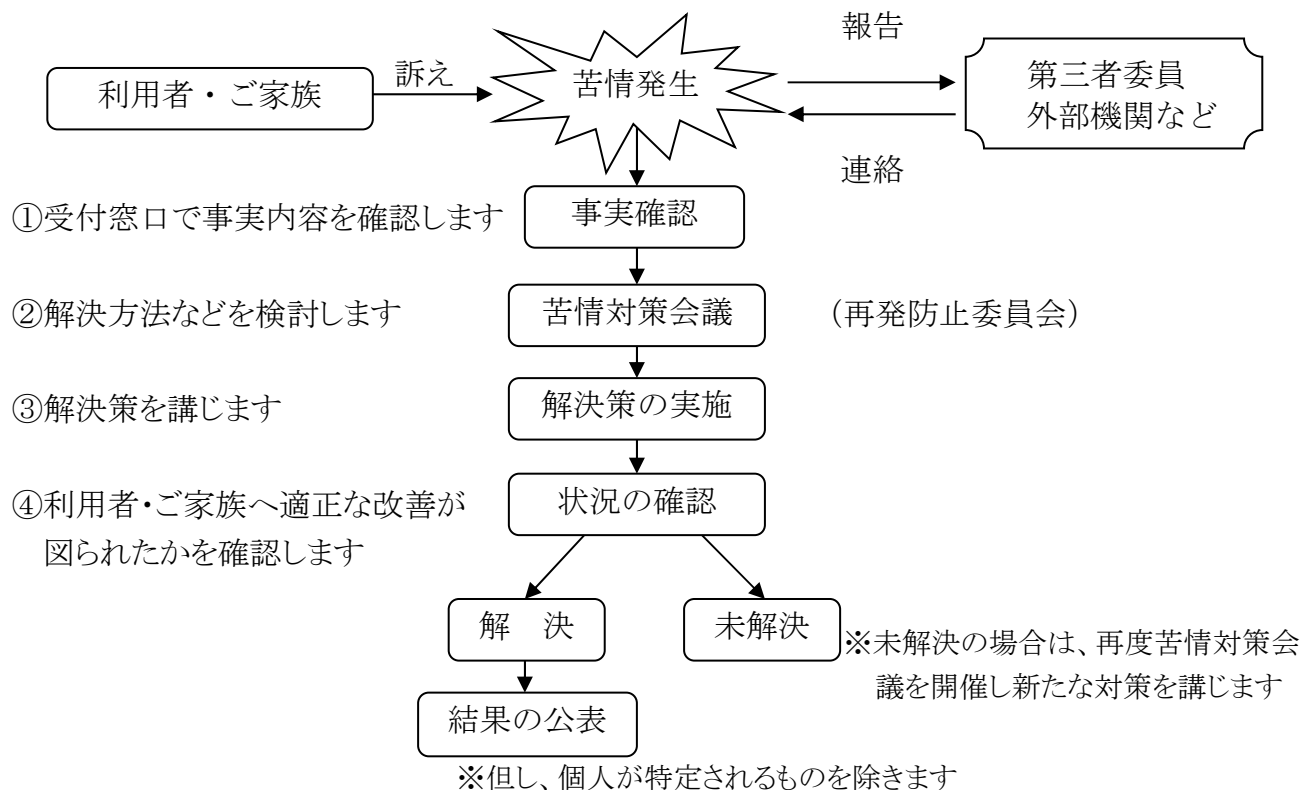 報告
利用者・ご家族
訴え
苦情発生
第三者委員
外部機関など
連絡
①受付窓口で事実内容を確認します
事実確認
②解決方法などを検討します
苦情対策会議
（再発防止委員会）
③解決策を講じます
解決策の実施
④利用者・ご家族へ適正な改善が
図られたかを確認します
状況の確認
解　決
未解決
※未解決の場合は、再度苦情対策会
議を開催し新たな対策を講じます
結果の公表
※但し、個人が特定されるものを除きます